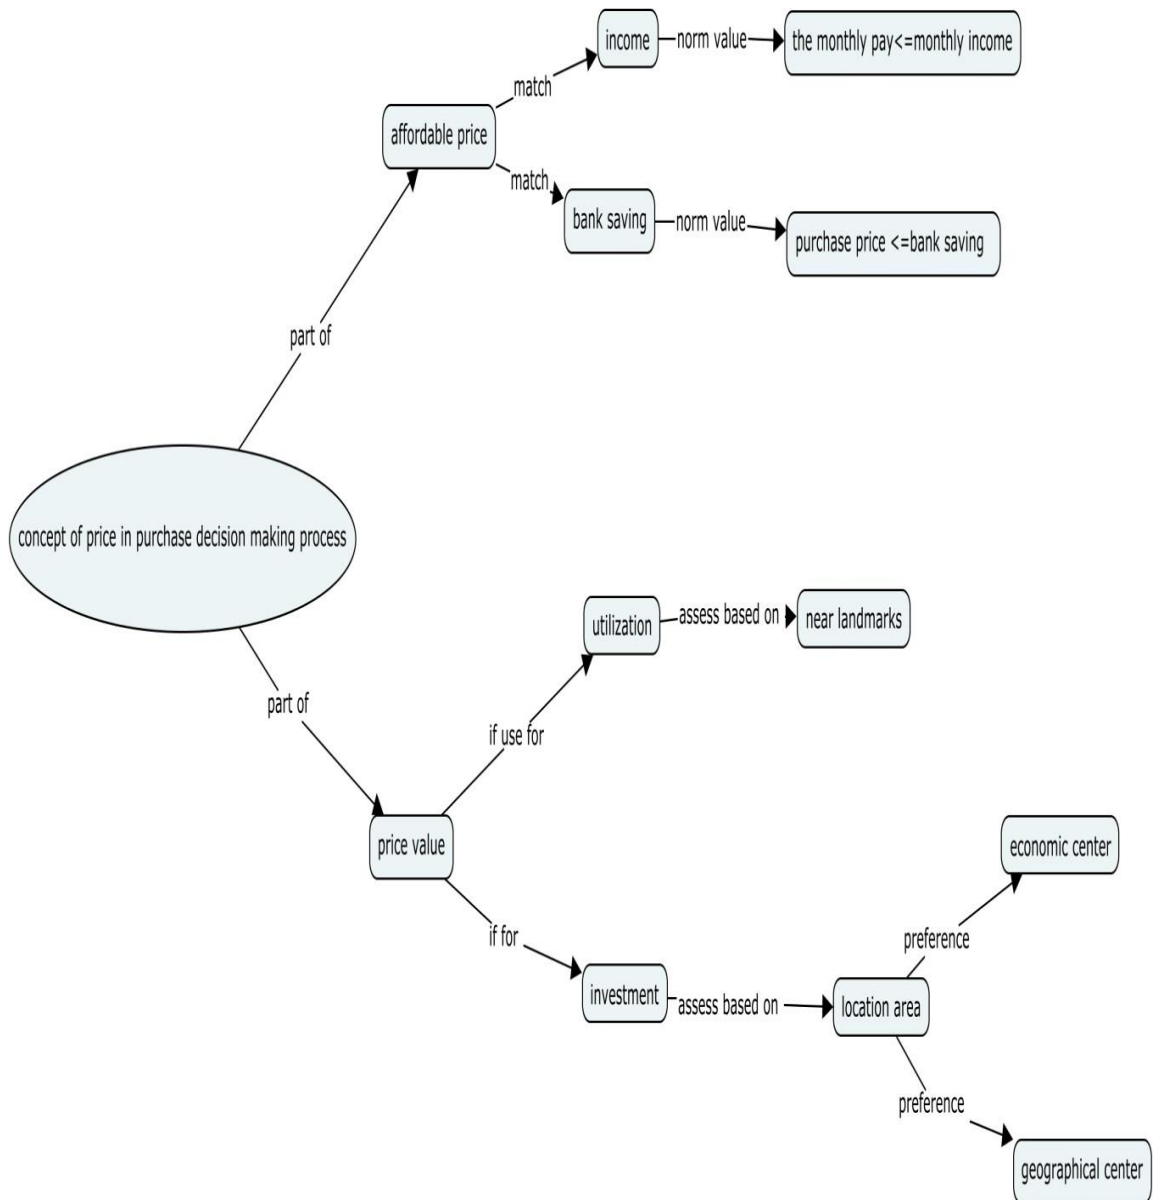 income
norm value
the monthly pay<=monthly income
match
affordable price
match
bank saving
norm value
purchase price <=bank saving
part of
concept of price in purchase decision making process
utilization
assess based on
near landmarks
part of
if use for
price value
economic center
if for
preference
investment
assess based on
location area
preference
geographical center